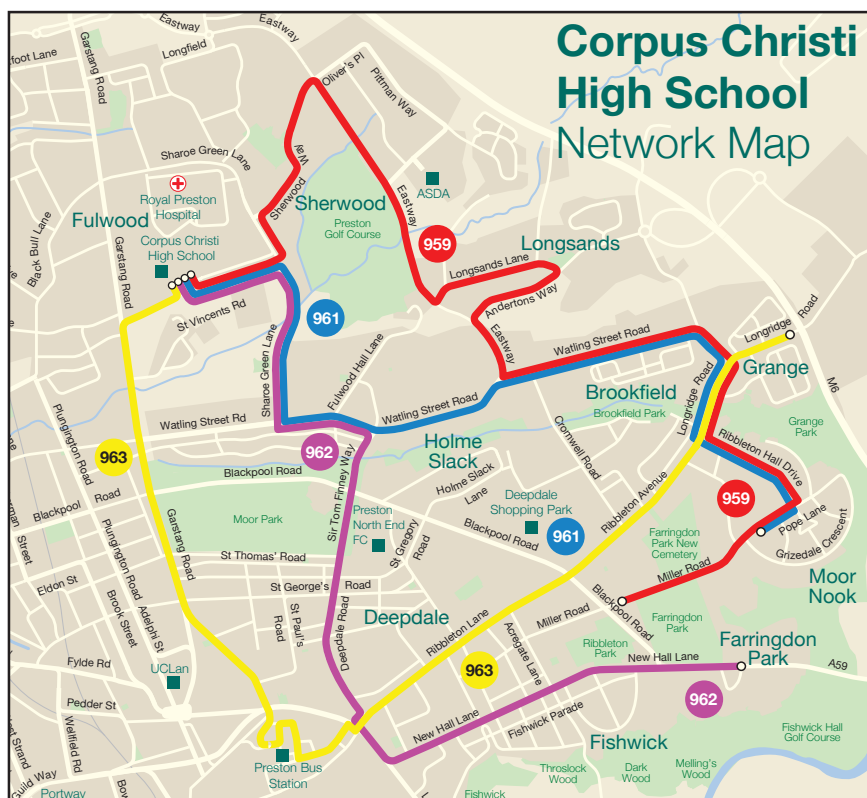 Corpus Christi
High School
Network Map
foot Lane
Garstang Road
Longfield
Eastway
Eastway
Oliver's Pl
Pittman Way
Sharoe Green Lane
Black Bull Lane
Royal Preston
Hospital
Fulwood
Corpus Christi
High School
Sherwood
Way
Sherwood
Preston
Golf Course
ASDA
Eastway
959
Longsands
Longsands Lane
Andertons Way
Eastway
Garstang Road
St Vincents Rd
961
Sharoe Green Lane
Fulwood Hall Lane
Watling Street Road
Longridge
Road
M6
Grange
Brookfield
Brookfield Park
Longridge Road
Grange
Park
Watling Street Rd
Watling Street Road
Plungington Road
963
962
Holme
Slack
Cromwell Road
Ribbleton Hall Drive
Blackpool Road
Blackpool
Road
erman
Street
Moor Park
Sir Tom Finney Way
Holme Slack
Lane
Deepdale
Shopping Park
Ribbleton Avenue
959
Pope Lane
Grizedale Crescent
Preston
North End
FC
St Gregory
Road
Blackpool Road
961
Farringdon
Park New
Cemetery
Garstang Road
Plungington Road
St Thomas' Road
Eldon St
Brook Street
Adelphi St
St George's
Road
St Paul's
Road
Deepdale
Deepdale Road
Miller Road
Moor
Nook
Ribbleton Lane
Acregate Lane
Miller Road
Blackpool Road
Farringdon
Park
Ribbleton
Park
Farringdon
Park
Fylde Rd
UCLan
963
New Hall Lane
A59
962
Pedder St
Wellfield Rd
est Strand
New Hall Lane
Fishwick Parade
Fishwick
Fishwick Hall
Golf Course
Preston Bus
Station
Guild Way
Portway
Bow
Throslock
Wood
Dark
Wood
Melling's
Wood
Fishwick